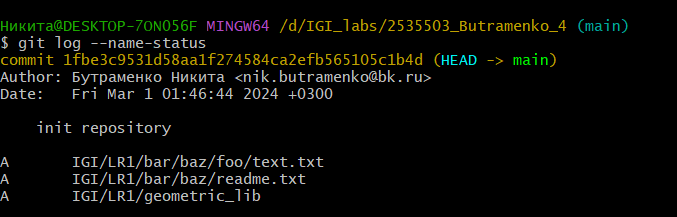 Никита@DESKTOP-7ON056F MINGW64 /d/IGI_labs/2535503_Butramenko_4 (main)
$ git log --name-status
commit 1fbe3c9531d58aa1f274584ca2efb565105c1b4d (HEAD -> main)
Author: Бутраменко Никита <nik.butramenko@bk.ru>
Date:   Fri Mar 1 01:46:44 2024 +0300
    init repository
A       IGI/LR1/bar/baz/foo/text.txt
A       IGI/LR1/bar/baz/readme.txt
A       IGI/LR1/geometric_lib